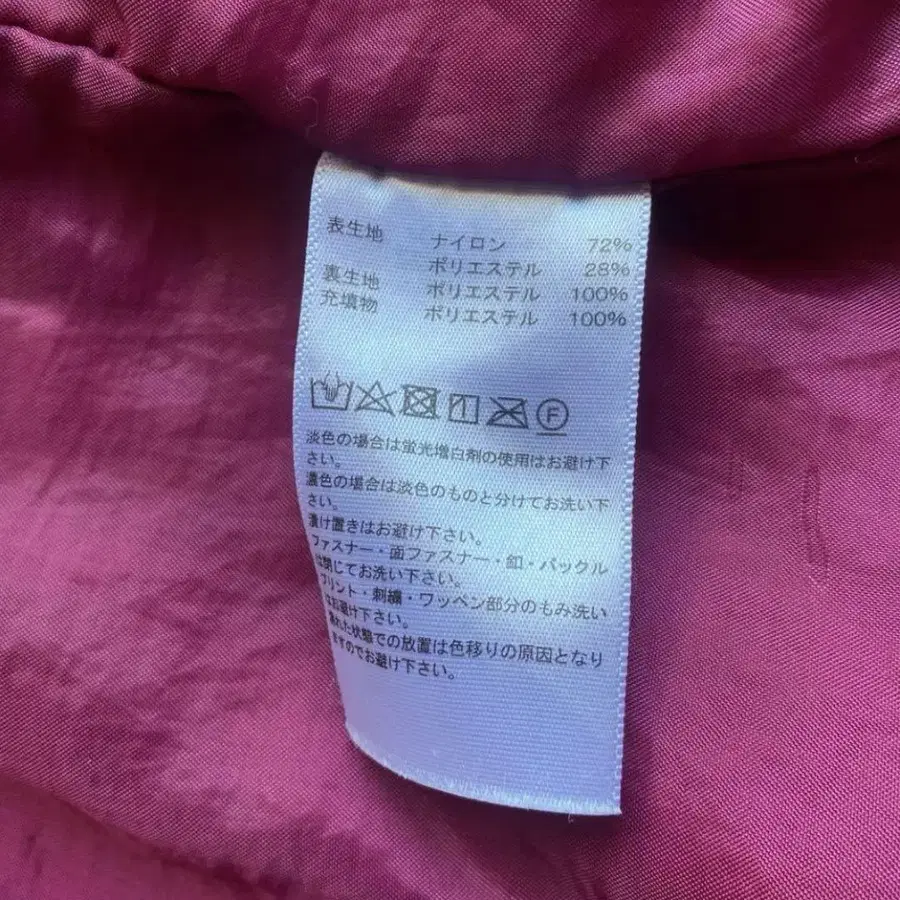 表生地 ナイロン 72%
ポリエステル 28%
裏生地 ポリエステル 100%
充填物 ポリエステル 100%
F
淡色の場合は蛍光増白剤の使用はお避け下
さい。
濃色の場合は淡色のものと分けてお洗い下
さい。
漬け置きはお避け下さい。
ファスナー・面ファスナー・釦・バックル
は閉じてお洗い下さい。
プリント・刺繍・ワッペン部分のもみ洗い
はお避け下さい。
濡れた状態での放置は色移りの原因となり
ますのでお避け下さい。